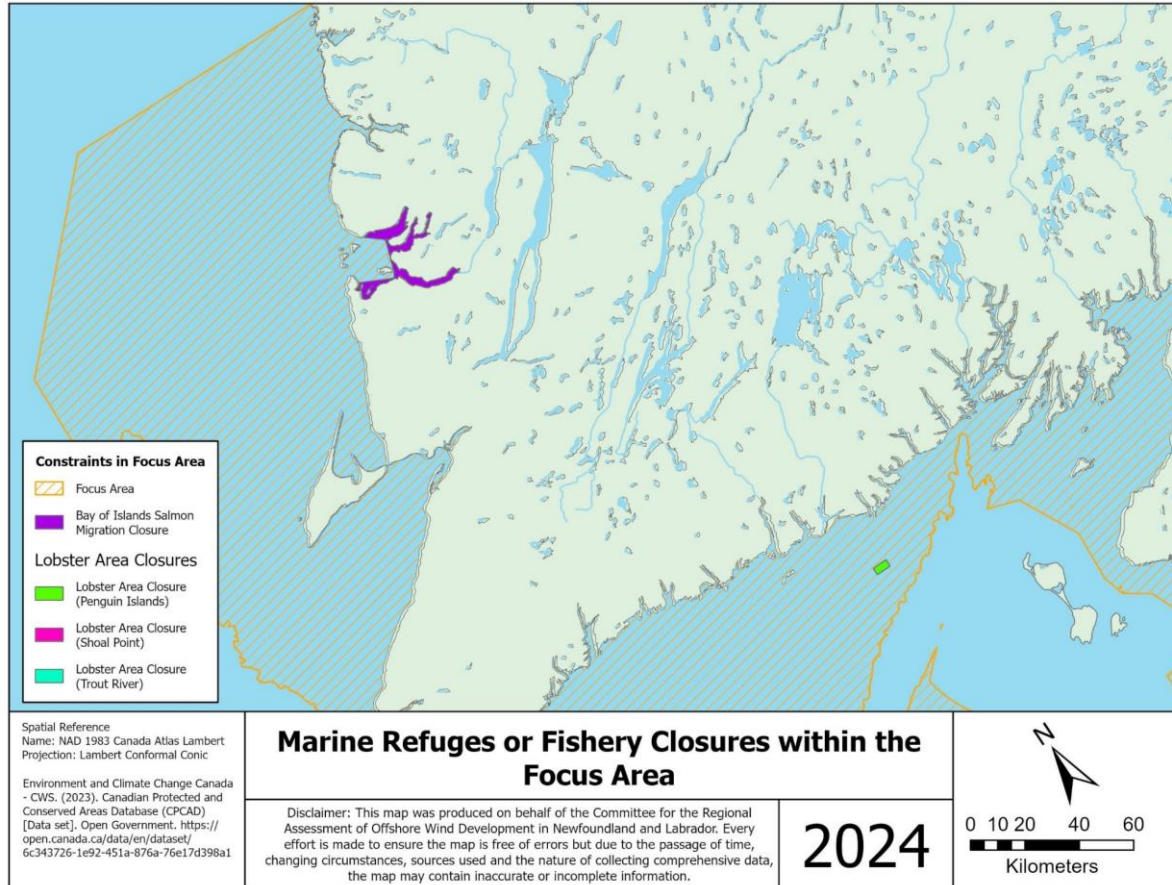 Constraints in Focus Area
Focus Area
Bay of Islands Salmon
Migration Closure
Lobster Area Closures
Lobster Area Closure
(Penguin Islands)
Lobster Area Closure
(Shoal Point)
Lobster Area Closure
(Trout River)
Spatial Reference
Name: NAD 1983 Canada Atlas Lambert
Projection: Lambert Conformal Conic
Environment and Climate Change Canada
- CWS. (2023). Canadian Protected and
Conserved Areas Database (CPCAD)
[Data set]. Open Government. https://
open.canada.ca/data/en/dataset/
6c343726-1e92-451a-876a-76e17d398a1
Marine Refuges or Fishery Closures within the
Focus Area
Disclaimer: This map was produced on behalf of the Committee for the Regional
Assessment of Offshore Wind Development in Newfoundland and Labrador. Every
effort is made to ensure the map is free of errors but due to the passage of time,
changing circumstances, sources used and the nature of collecting comprehensive data,
the map may contain inaccurate or incomplete information.
2024
N
0 10 20 40 60
Kilometers